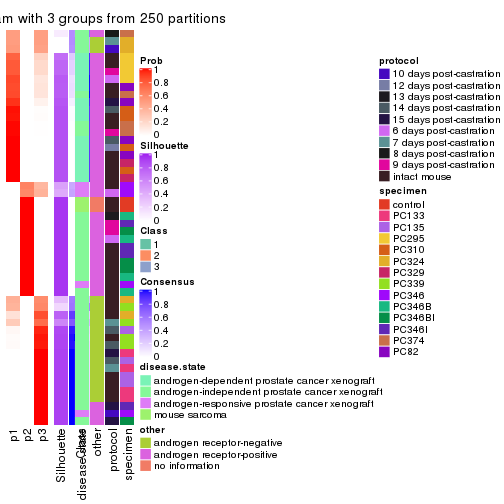 am with 3 groups from 250 partitions
Prob
1
0.8
0.6
0.4
0.2
0
Silhouette
1
0.8
0.6
0.4
0.2
0
Class
1
2
3
Consensus
1
0.8
0.6
0.4
0.2
0
disease.state
androgen-dependent prostate cancer xenograft
androgen-independent prostate cancer xenograft
androgen-responsive prostate cancer xenograft
mouse sarcoma
other
androgen receptor-negative
androgen receptor-positive
no information
protocol
10 days post-castration
12 days post-castration
13 days post-castration
14 days post-castration
15 days post-castration
6 days post-castration
7 days post-castration
8 days post-castration
9 days post-castration
intact mouse
specimen
control
PC133
PC135
PC295
PC310
PC324
PC329
PC339
PC346
PC346B
PC346BI
PC346I
PC374
PC82
p1
p2
p3
Silhouette
disease.state
other
protocol
specimen